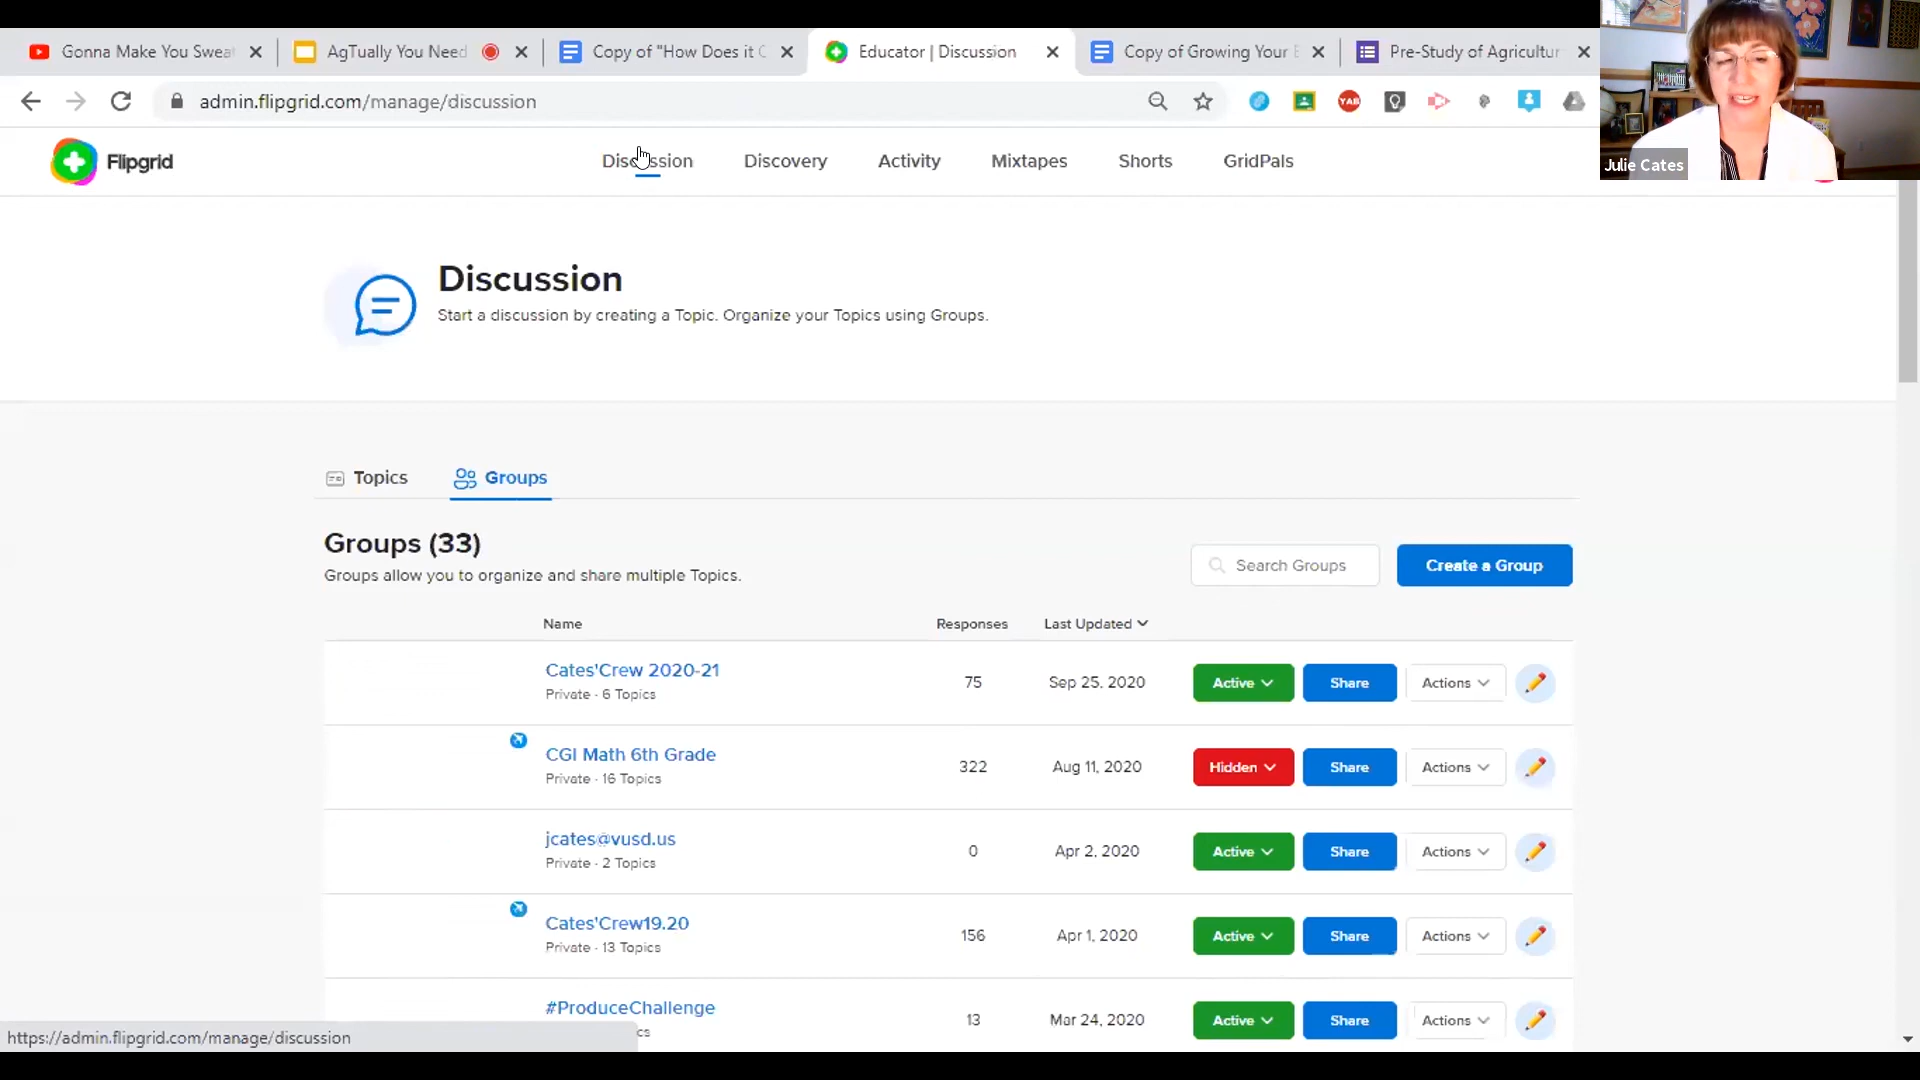 Gonna Make You Swea
AgTually You Need
Copy of "How Does it C
Educator | Discussion
Copy of Growing Your E
Pre-Study of Agricultur
admin.flipgrid.com/manage/discussion
YAB
Julie Cates
Flipgrid
Discussion
Discovery
Activity
Mixtapes
Shorts
GridPals
Discussion
Start a discussion by creating a Topic. Organize your Topics using Groups.
Topics
Groups
Groups (33)
Groups allow you to organize and share multiple Topics.
Search Groups
Create a Group
Name
Responses
Last Updated
Cates'Crew 2020-21
Private · 6 Topics
75
Sep 25, 2020
Active
Share
Actions
CGI Math 6th Grade
Private · 16 Topics
322
Aug 11, 2020
Hidden
Share
Actions
jcates@vusd.us
Private · 2 Topics
0
Apr 2, 2020
Active
Share
Actions
Cates'Crew19.20
Private · 13 Topics
156
Apr 1, 2020
Active
Share
Actions
#ProduceChallenge
cs
13
Mar 24, 2020
Active
Share
Actions
https://admin.flipgrid.com/manage/discussion